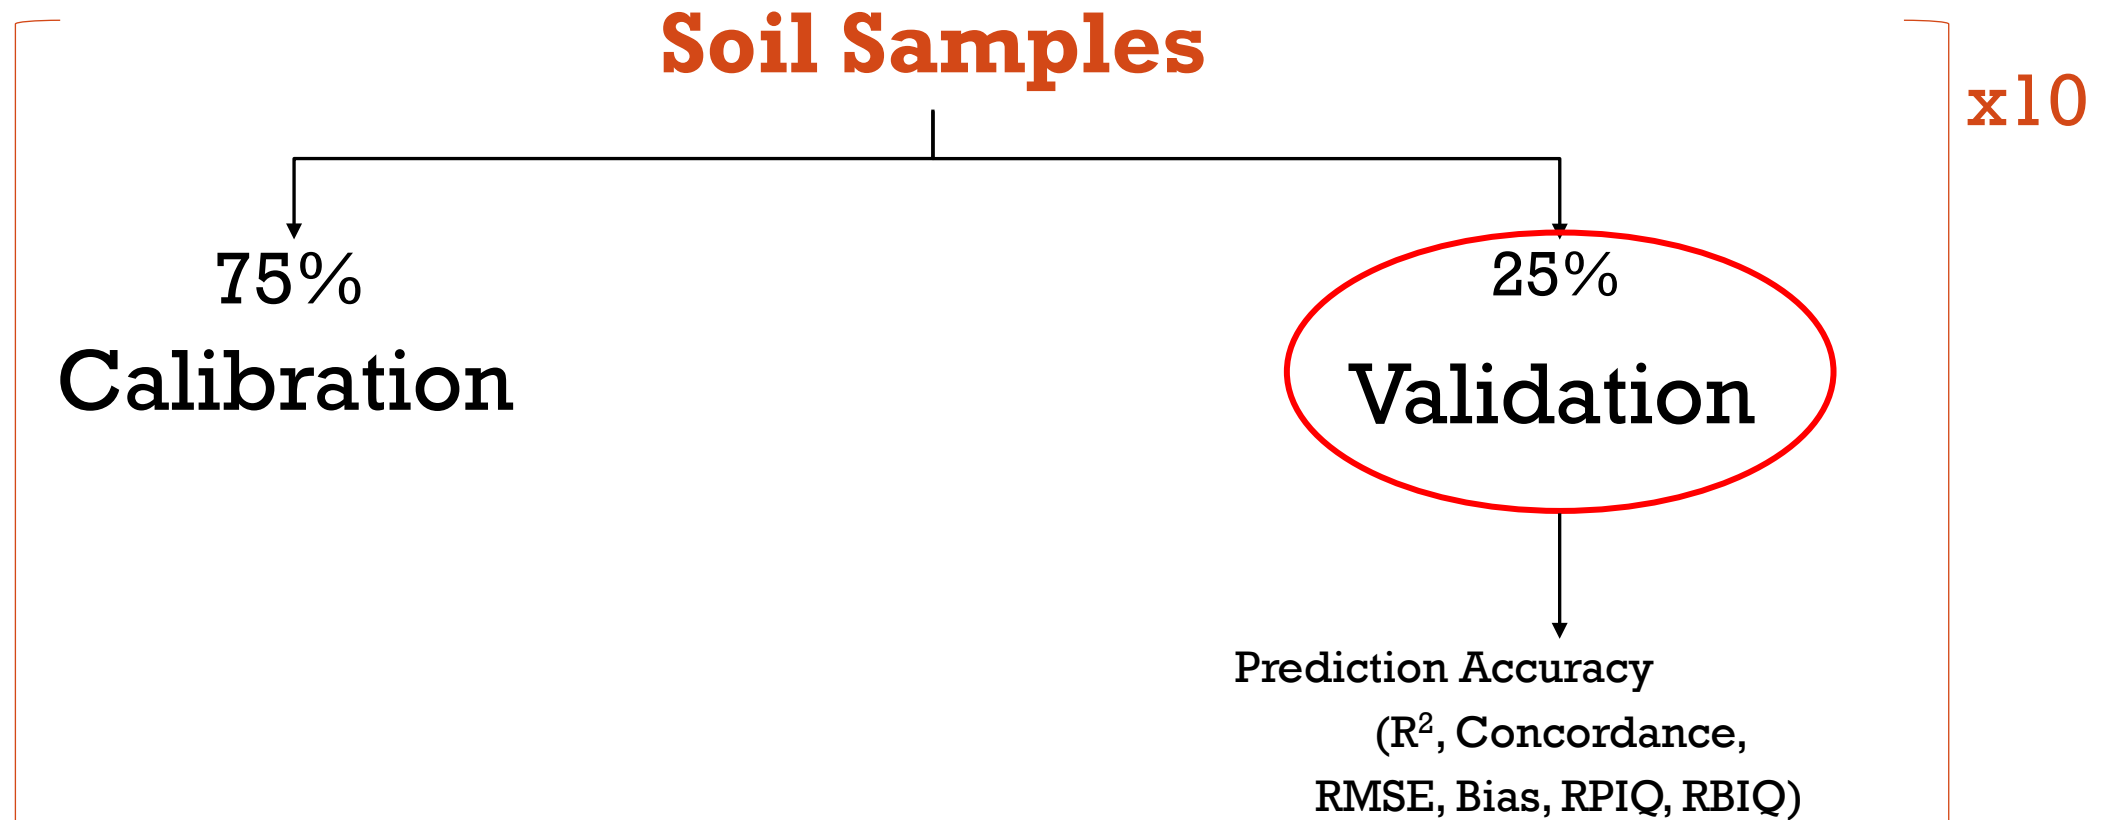 Soil Samples
x10
75%
Calibration
25%
Validation
Prediction Accuracy
(R², Concordance,
RMSE, Bias, RPIQ, RBIQ)